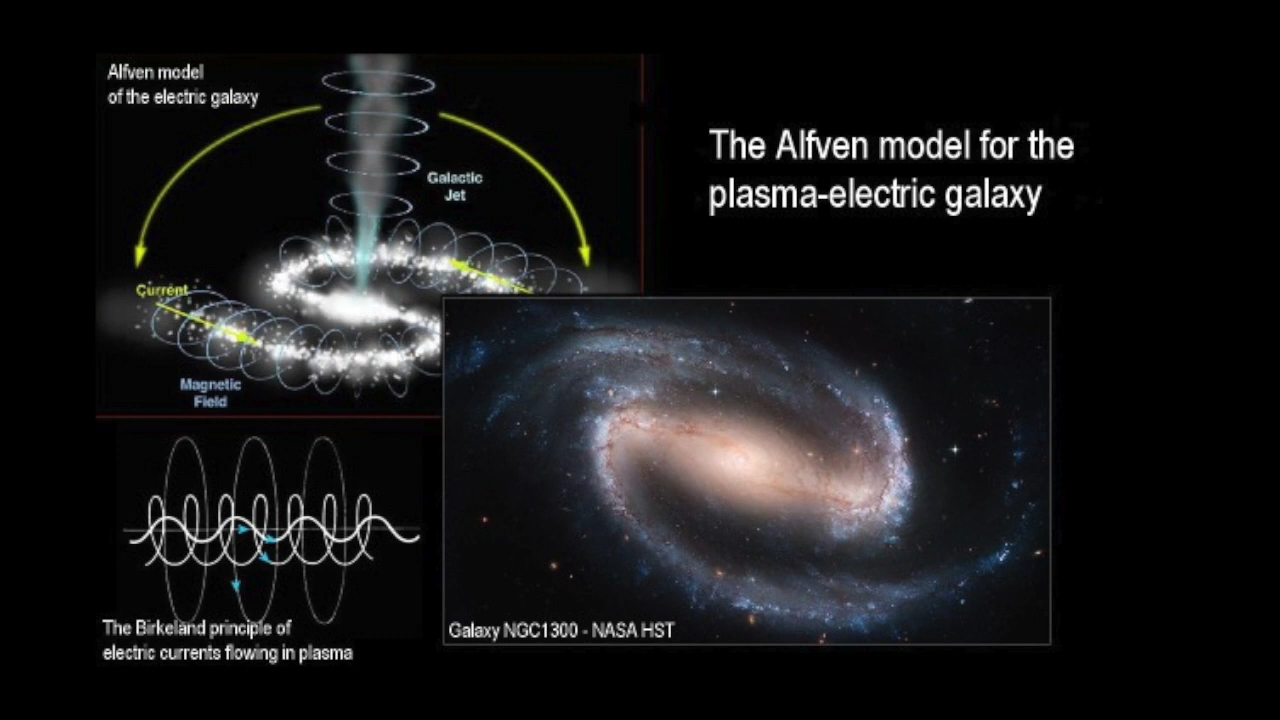 Alfven model
of the electric galaxy
Galactic
Jet
Current
Magnetic
Field
The Alfven model for the
plasma-electric galaxy
The Birkeland principle of
electric currents flowing in plasma
Galaxy NGC1300 - NASA HST